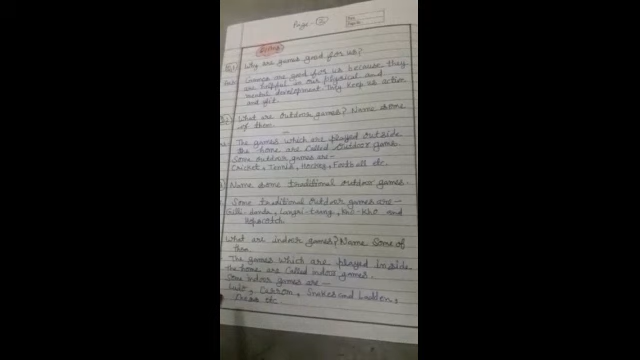 Page - 
Why are games good for us?
Ans Games are good for us because they
are helpful in our physical and
mental development. They keep us active
and fit.
What are outdoor games? Name some
of them
The games which are played outside
the home are called outdoor game
Some outdoor games are -
Cricket, Tennis, Hockey, Football etc.
Name some traditional outdoor games.
Some traditional outdoor games are -
Gilli danda, Langri-tang, Kho-Kho and
Hopscotch
What are indoor games? Name Some of
them
The games which are played inside
the home are called indoor games.
Some indoor games are -
Ludo, Carrom, Snakes and Ladder,
Chess etc